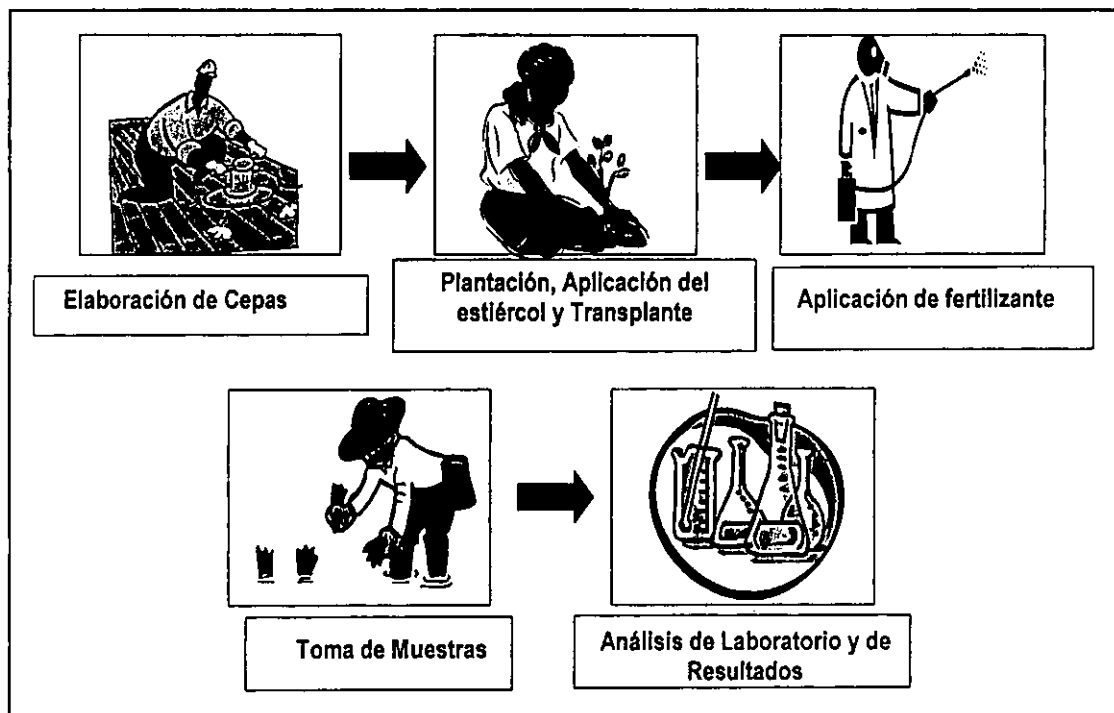 Elaboración de Cepas
Plantación, Aplicación del
estiércol y Transplante
Aplicación de fertilizante
Toma de Muestras
Análisis de Laboratorio y de
Resultados